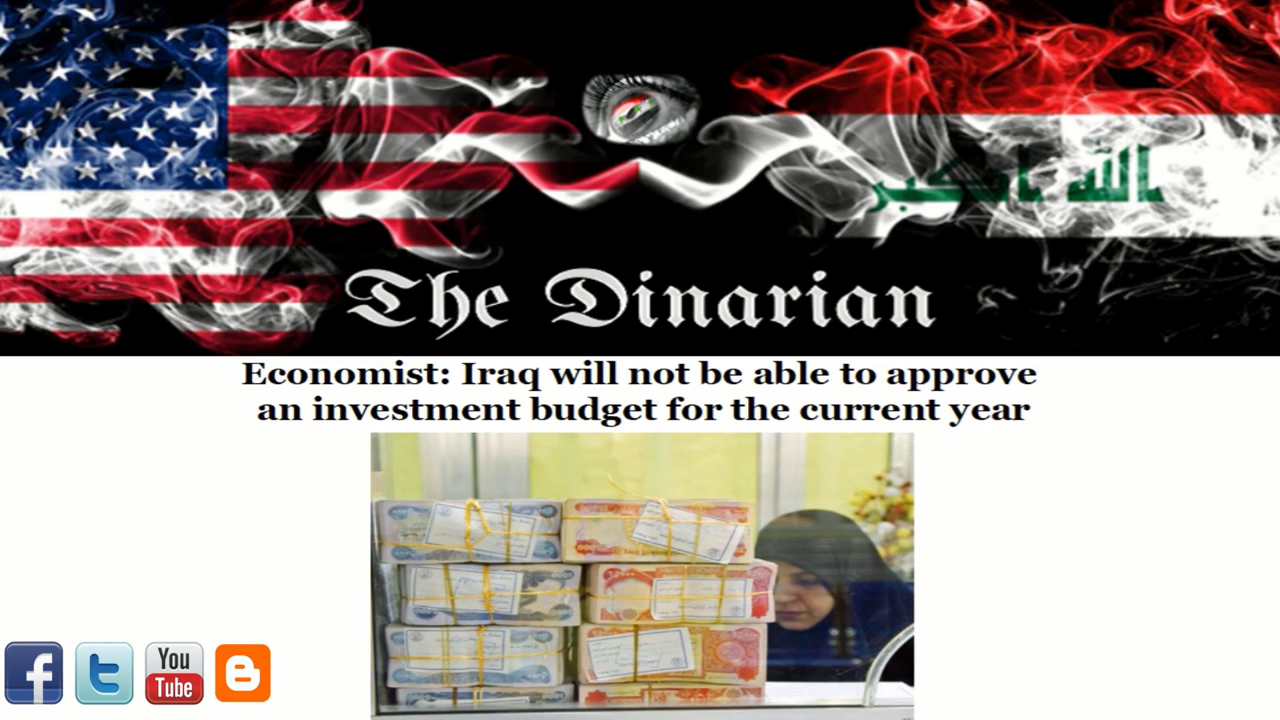 الله اكبر
The Dinarian
Economist: Iraq will not be able to approve
an investment budget for the current year
You
Tube